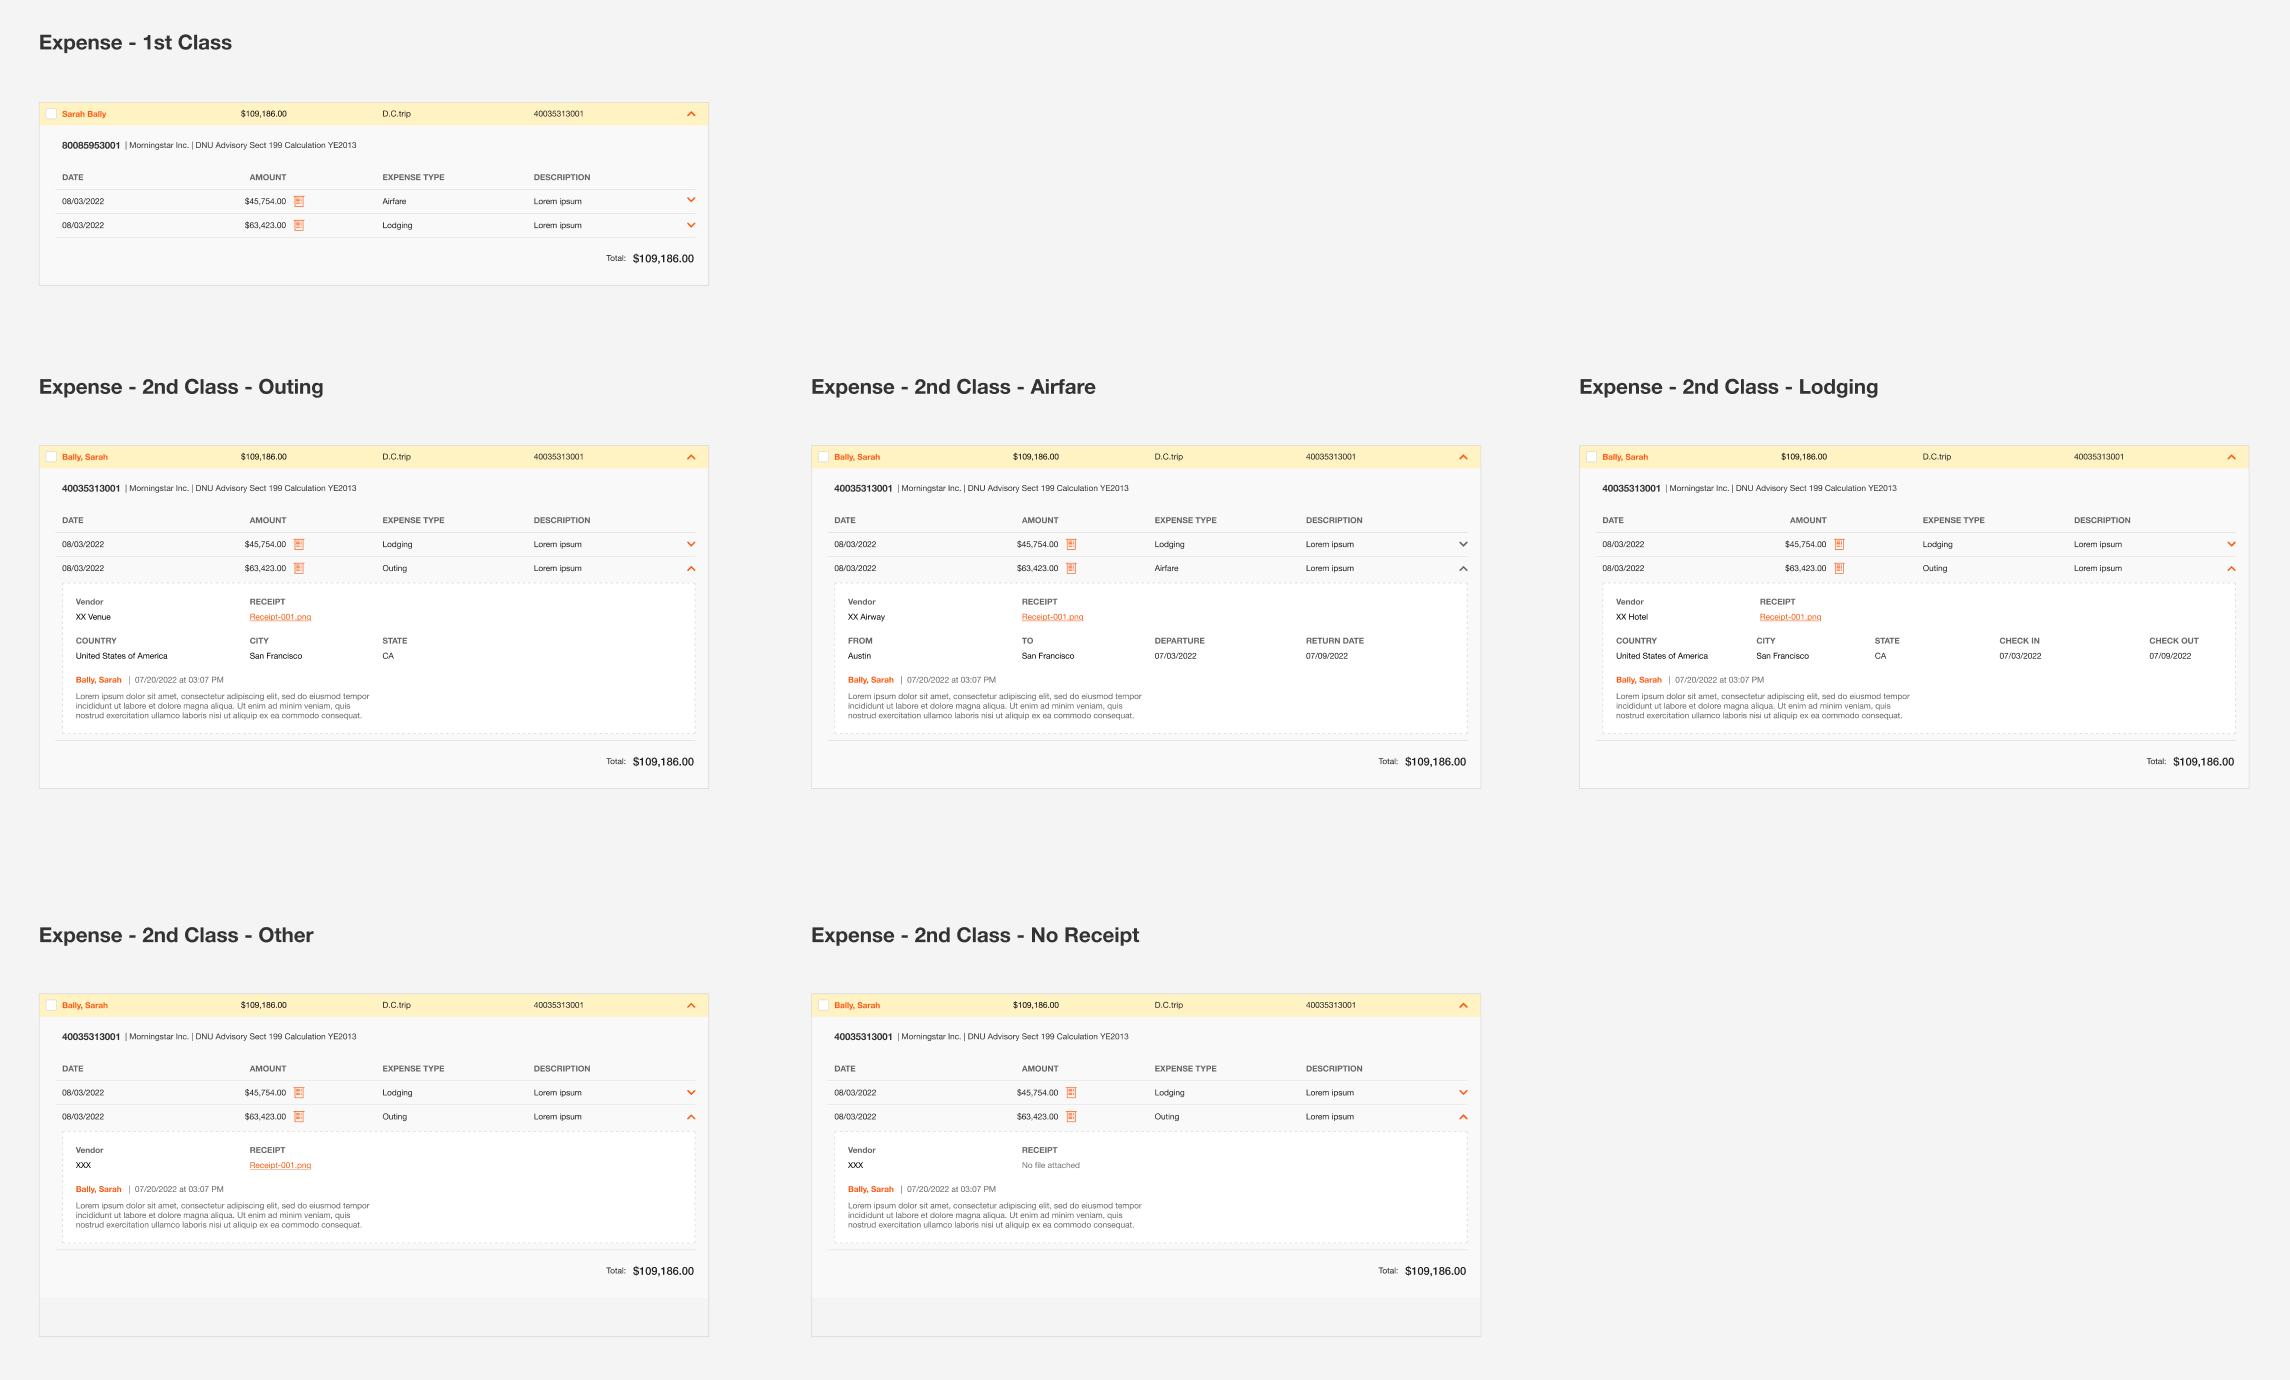 Expense - 1st Class
Sarah Bally $109,186.00 D.C.trip 40035313001
80085953001 | Morningstar Inc. | DNU Advisory Sect 199 Calculation YE2013
DATE AMOUNT EXPENSE TYPE DESCRIPTION
08/03/2022 $45,754.00 Airfare Lorem ipsum
08/03/2022 $63,423.00 Lodging Lorem ipsum
Total: $109,186.00
Expense - 2nd Class - Outing
Bally, Sarah $109,186.00 D.C.trip 40035313001
40035313001 | Morningstar Inc. | DNU Advisory Sect 199 Calculation YE2013
DATE AMOUNT EXPENSE TYPE DESCRIPTION
08/03/2022 $45,754.00 Lodging Lorem ipsum
08/03/2022 $63,423.00 Outing Lorem ipsum
Vendor RECEIPT
XX Venue Receipt-001.png
COUNTRY CITY STATE
United States of America San Francisco CA
Bally, Sarah | 07/20/2022 at 03:07 PM
Lorem ipsum dolor sit amet, consectetur adipiscing elit, sed do eiusmod tempor
incididunt ut labore et dolore magna aliqua. Ut enim ad minim veniam, quis
nostrud exercitation ullamco laboris nisi ut aliquip ex ea commodo consequat.
Total: $109,186.00
Expense - 2nd Class - Airfare
Bally, Sarah $109,186.00 D.C.trip 40035313001
40035313001 | Morningstar Inc. | DNU Advisory Sect 199 Calculation YE2013
DATE AMOUNT EXPENSE TYPE DESCRIPTION
08/03/2022 $45,754.00 Lodging Lorem ipsum
08/03/2022 $63,423.00 Airfare Lorem ipsum
Vendor RECEIPT
XX Airway Receipt-001.png
FROM TO DEPARTURE RETURN DATE
Austin San Francisco 07/03/2022 07/09/2022
Bally, Sarah | 07/20/2022 at 03:07 PM
Lorem ipsum dolor sit amet, consectetur adipiscing elit, sed do eiusmod tempor
incididunt ut labore et dolore magna aliqua. Ut enim ad minim veniam, quis
nostrud exercitation ullamco laboris nisi ut aliquip ex ea commodo consequat.
Total: $109,186.00
Expense - 2nd Class - Lodging
Bally, Sarah $109,186.00 D.C.trip 40035313001
40035313001 | Morningstar Inc. | DNU Advisory Sect 199 Calculation YE2013
DATE AMOUNT EXPENSE TYPE DESCRIPTION
08/03/2022 $45,754.00 Lodging Lorem ipsum
08/03/2022 $63,423.00 Outing Lorem ipsum
Vendor RECEIPT
XX Hotel Receipt-001.png
COUNTRY CITY STATE CHECK IN CHECK OUT
United States of America San Francisco CA 07/03/2022 07/09/2022
Bally, Sarah | 07/20/2022 at 03:07 PM
Lorem ipsum dolor sit amet, consectetur adipiscing elit, sed do eiusmod tempor
incididunt ut labore et dolore magna aliqua. Ut enim ad minim veniam, quis
nostrud exercitation ullamco laboris nisi ut aliquip ex ea commodo consequat.
Total: $109,186.00
Expense - 2nd Class - Other
Bally, Sarah $109,186.00 D.C.trip 40035313001
40035313001 | Morningstar Inc. | DNU Advisory Sect 199 Calculation YE2013
DATE AMOUNT EXPENSE TYPE DESCRIPTION
08/03/2022 $45,754.00 Lodging Lorem ipsum
08/03/2022 $63,423.00 Outing Lorem ipsum
Vendor RECEIPT
XXX Receipt-001.png
Bally, Sarah | 07/20/2022 at 03:07 PM
Lorem ipsum dolor sit amet, consectetur adipiscing elit, sed do eiusmod tempor
incididunt ut labore et dolore magna aliqua. Ut enim ad minim veniam, quis
nostrud exercitation ullamco laboris nisi ut aliquip ex ea commodo consequat.
Total: $109,186.00
Expense - 2nd Class - No Receipt
Bally, Sarah $109,186.00 D.C.trip 40035313001
40035313001 | Morningstar Inc. | DNU Advisory Sect 199 Calculation YE2013
DATE AMOUNT EXPENSE TYPE DESCRIPTION
08/03/2022 $45,754.00 Lodging Lorem ipsum
08/03/2022 $63,423.00 Outing Lorem ipsum
Vendor RECEIPT
XXX No file attached
Bally, Sarah | 07/20/2022 at 03:07 PM
Lorem ipsum dolor sit amet, consectetur adipiscing elit, sed do eiusmod tempor
incididunt ut labore et dolore magna aliqua. Ut enim ad minim veniam, quis
nostrud exercitation ullamco laboris nisi ut aliquip ex ea commodo consequat.
Total: $109,186.00